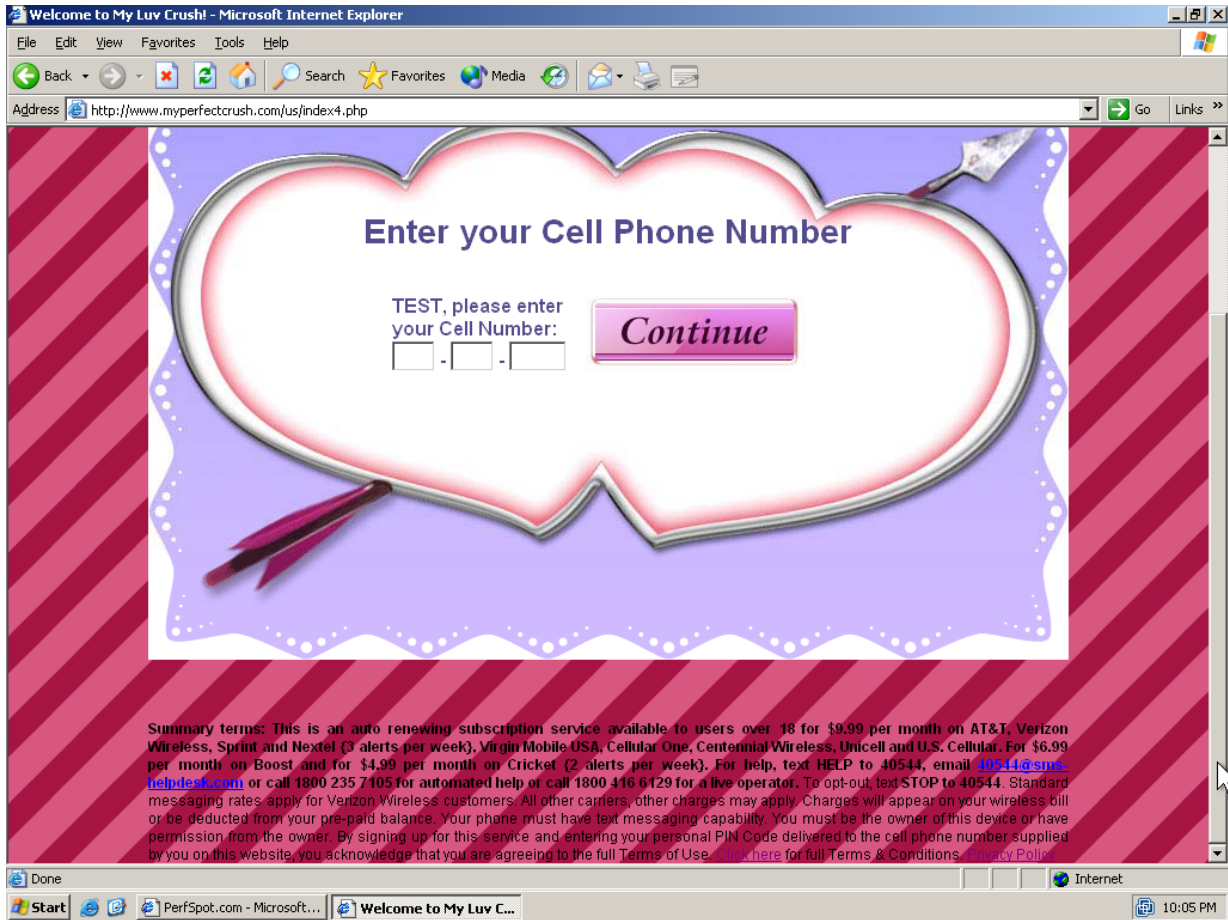 Welcome to My Luv Crush! - Microsoft Internet Explorer
File Edit View Favorites Tools Help
Back Search Favorites Media
Address http://www.myperfectcrush.com/us/index4.php Go Links »
Enter your Cell Phone Number
TEST, please enter
your Cell Number:
- -
Continue
Summary terms: This is an auto renewing subscription service available to users over 18 for $9.99 per month on AT&T, Verizon
Wireless, Sprint and Nextel {3 alerts per week}, Virgin Mobile USA, Cellular One, Centennial Wireless, Unicell and U.S. Cellular. For $6.99
per month on Boost and for $4.99 per month on Cricket {2 alerts per week}. For help, text HELP to 40544, email 40544@sms-
helpdesk.com or call 1800 235 7105 for automated help or call 1800 416 6129 for a live operator. To opt-out, text STOP to 40544. Standard
messaging rates apply for Verizon Wireless customers. All other carriers, other charges may apply. Charges will appear on your wireless bill
or be deducted from your pre-paid balance. Your phone must have text messaging capability. You must be the owner of this device or have
permission from the owner. By signing up for this service and entering your personal PIN Code delivered to the cell phone number supplied
by you on this website, you acknowledge that you are agreeing to the full Terms of Use. Click here for full Terms & Conditions. Privacy Policy
Done Internet
Start PerfSpot.com - Microsoft... Welcome to My Luv C... 10:05 PM